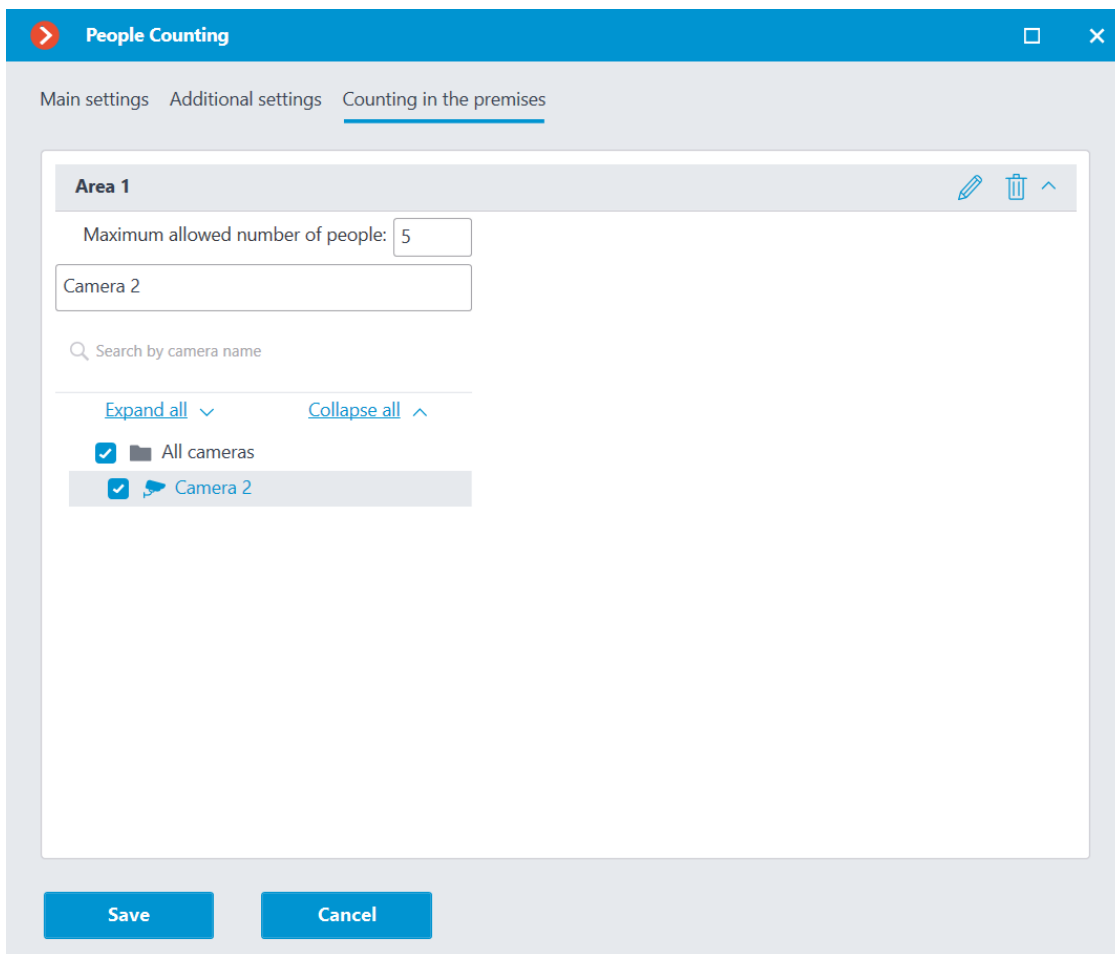 People Counting
Main settings Additional settings Counting in the premises
Area 1
Maximum allowed number of people: 5
Camera 2
Search by camera name
Expand all Collapse all
All cameras
Camera 2
Save Cancel